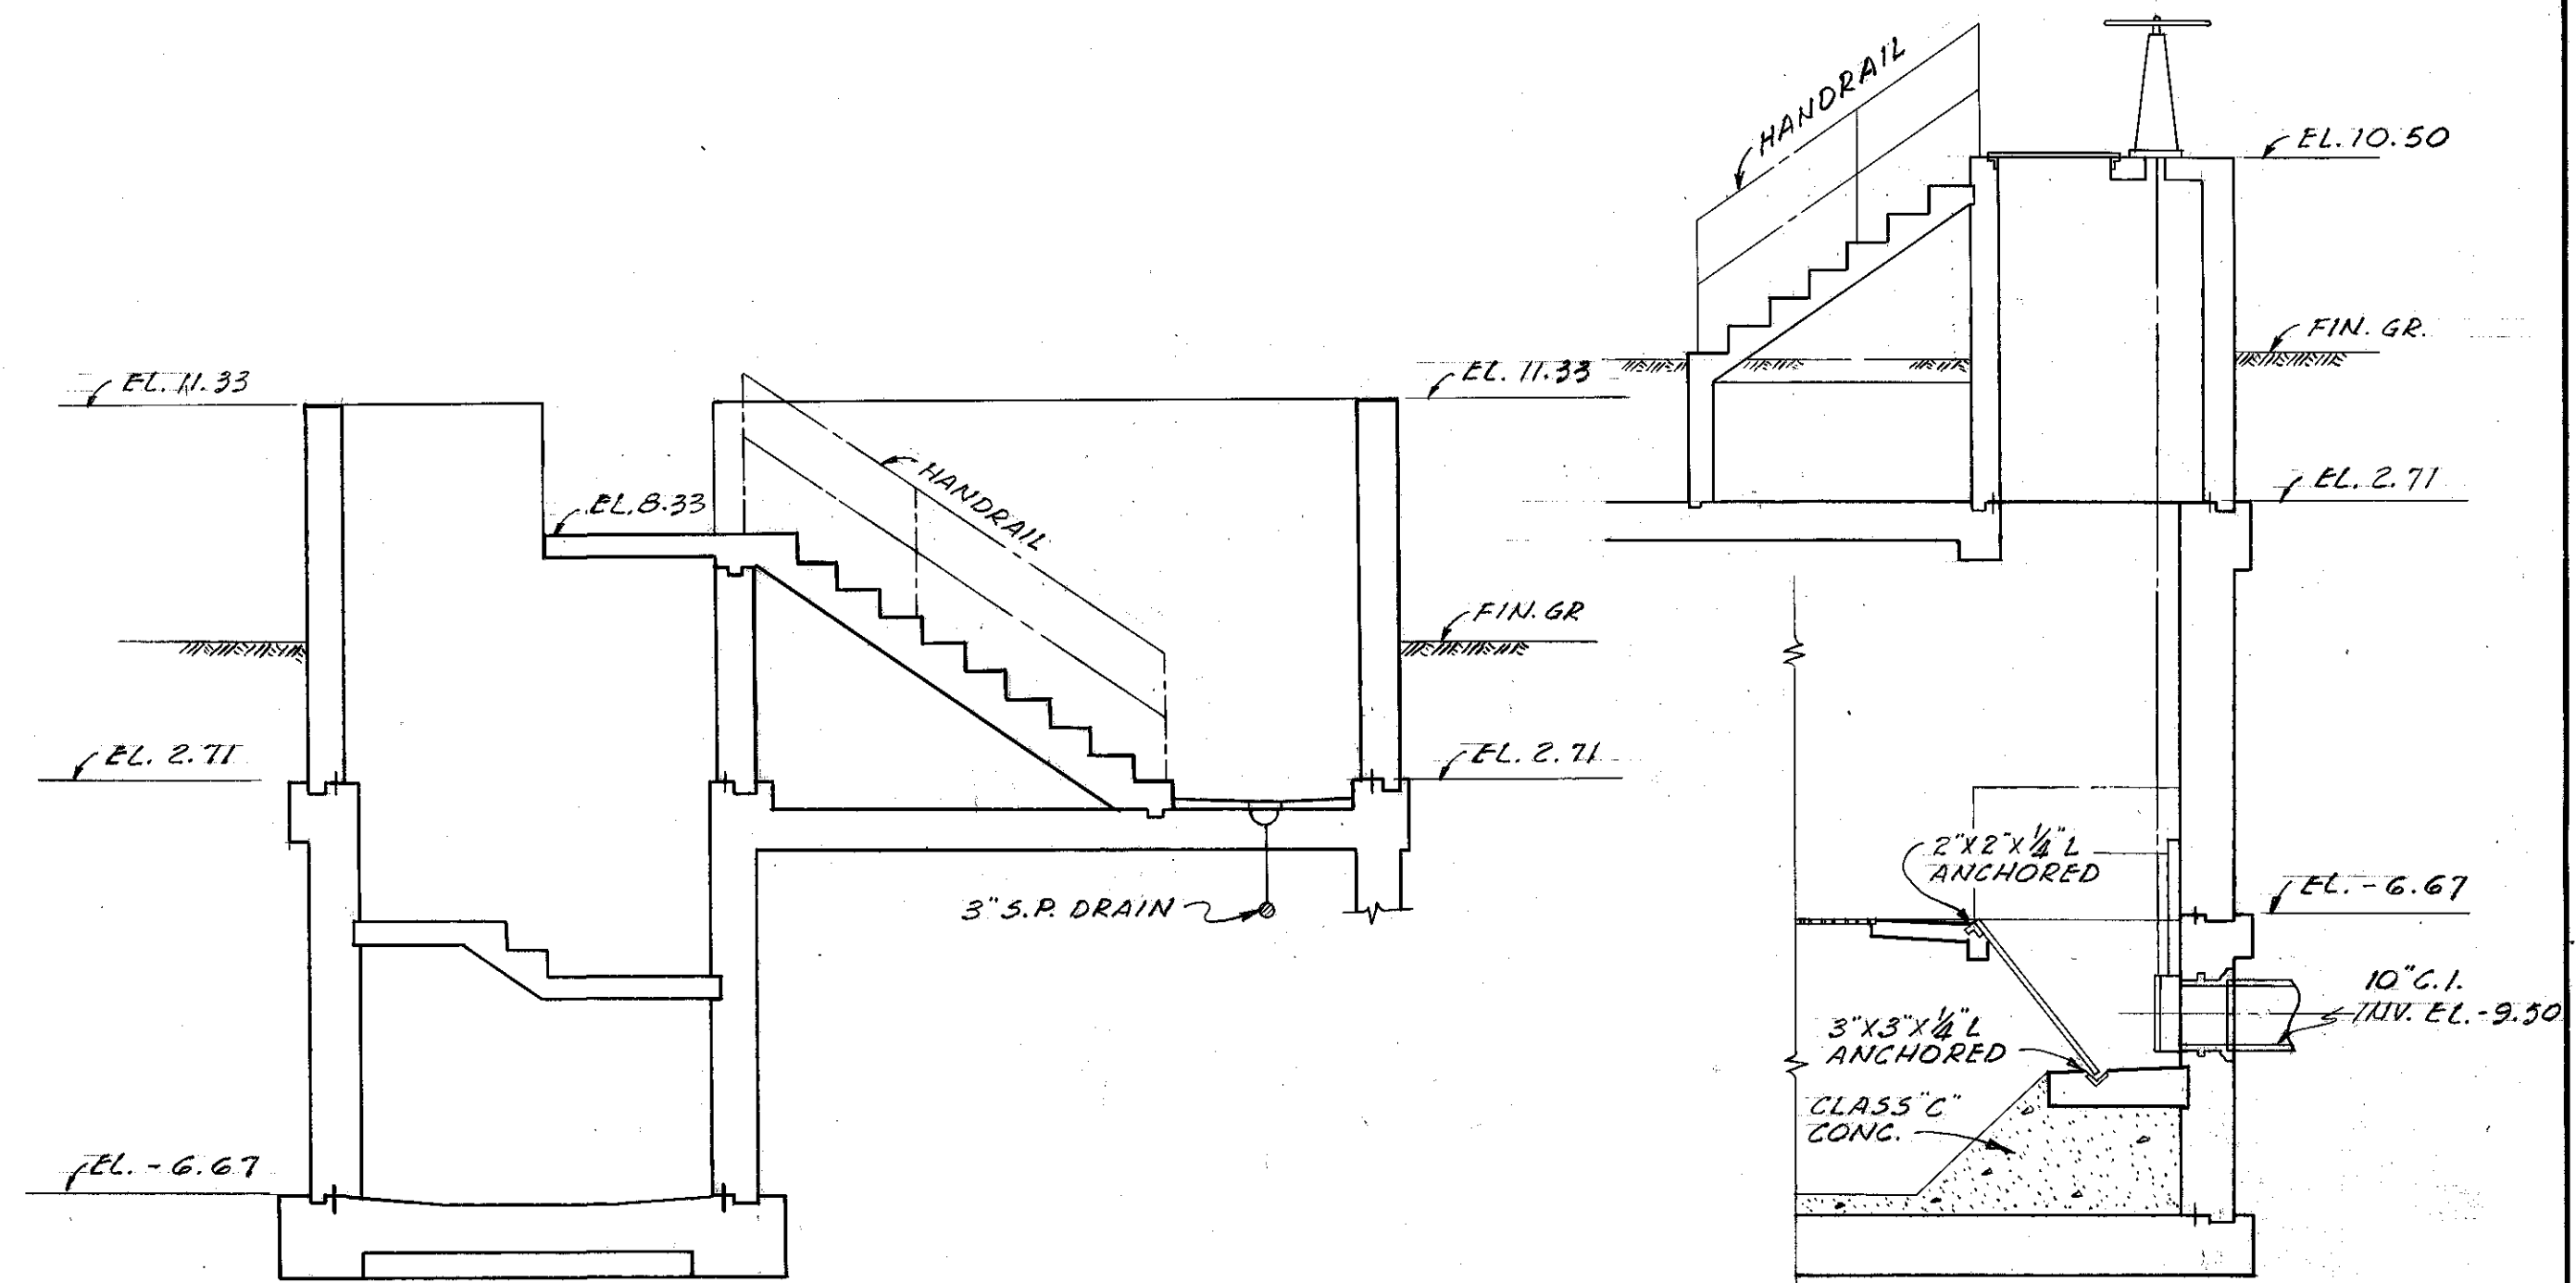 EL. 11.33
EL. 8.33
HANDRAIL
EL. 2.71
EL. -6.67
3" S.P. DRAIN
EL. 11.33
FIN. GR
EL. 2.71
HANDRAIL
EL. 10.50
FIN. GR.
EL. 2.71
2"X2"X1/4" L
ANCHORED
EL. -6.67
10" C.I.
INV. EL. -9.50
3"X3"X1/4" L
ANCHORED
CLASS "C"
CONC.